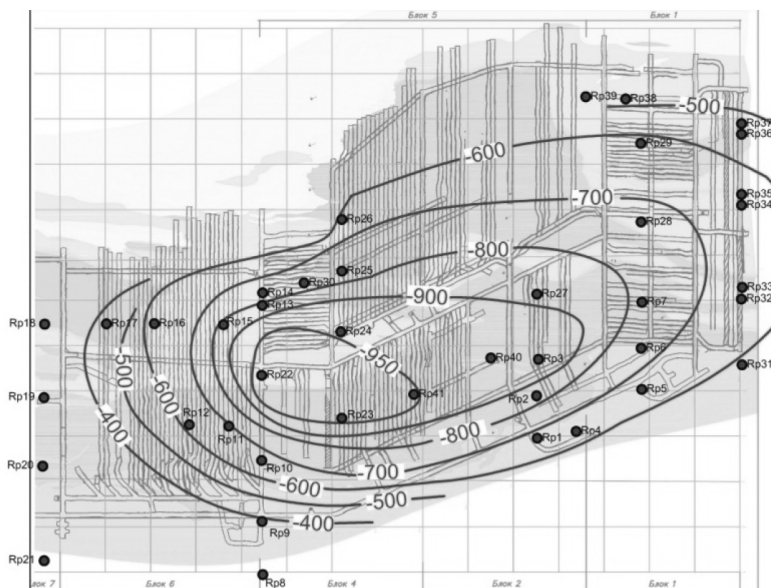 Блок 5
Блок 1
Rp39
Rp38
-500
Rp37
Rp36
Rp29
-600
Rp35
Rp34
-700
Rp26
Rp28
-800
Rp25
Rp30
Rp14
Rp13
-900
Rp27
Rp33
Rp32
Rp7
Rp18
Rp17
Rp16
Rp15
Rp24
-950
Rp40
Rp3
Rp6
Rp31
-500
Rp22
-600
Rp19
Rp41
Rp2
Rp5
-400
Rp12
Rp11
Rp23
-800
Rp1
Rp4
Rp20
Rp10
-700
-600
-500
-400
Rp9
Rp21
Rp8
лок 7
Блок 6
Блок 4
Блок 2
Блок 1